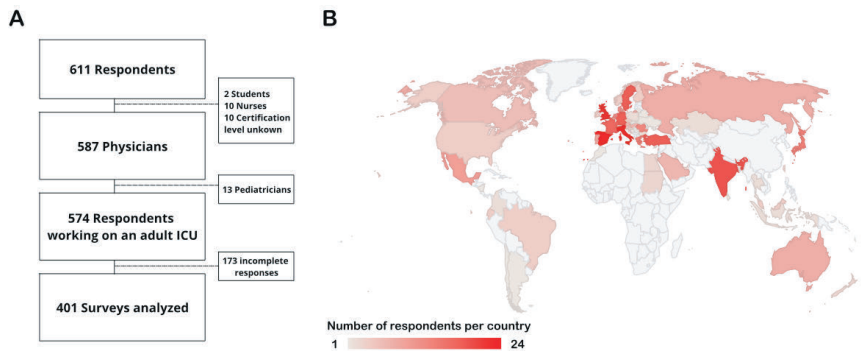 A
611 Respondents
2 Students
10 Nurses
10 Certification
level unkown
587 Physicians
13 Pediatricians
574 Respondents
working on an adult ICU
173 incomplete
responses
401 Surveys analyzed
B
Number of respondents per country
1 24